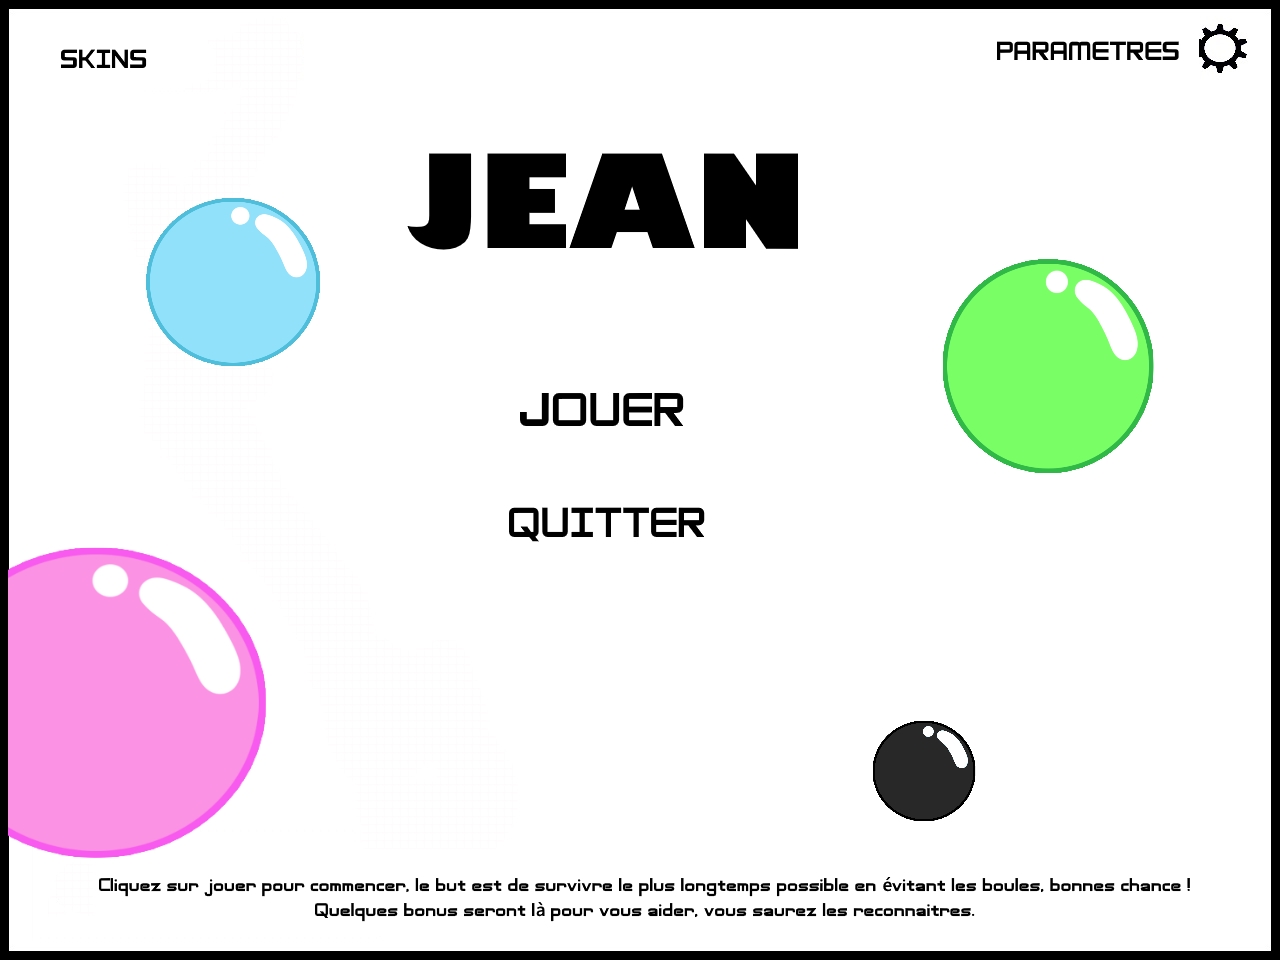 SKINS
PARAMETRES
JEAN
JOUER
QUITTER
Cliquez sur jouer pour commencer, le but est de survivre le plus longtemps possible en évitant les boules, bonnes chance !
Quelques bonus seront là pour vous aider, vous saurez les reconnaitres.